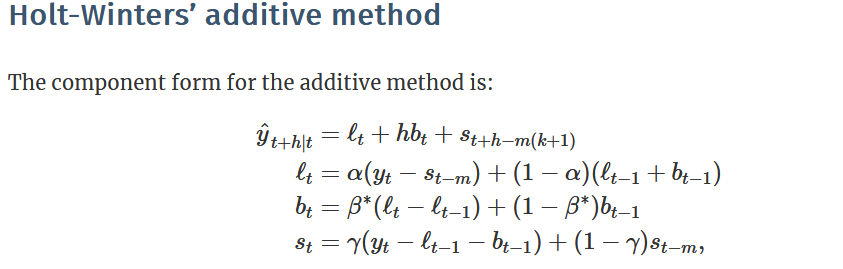 Holt-Winters’ additive method
The component form for the additive method is:
ŷ_{t+h|t} = ℓ_t + hb_t + s_{t+h−m(k+1)}
ℓ_t = α(y_t − s_{t−m}) + (1 − α)(ℓ_{t−1} + b_{t−1})
b_t = β*(ℓ_t − ℓ_{t−1}) + (1 − β*)b_{t−1}
s_t = γ(y_t − ℓ_{t−1} − b_{t−1}) + (1 − γ)s_{t−m},